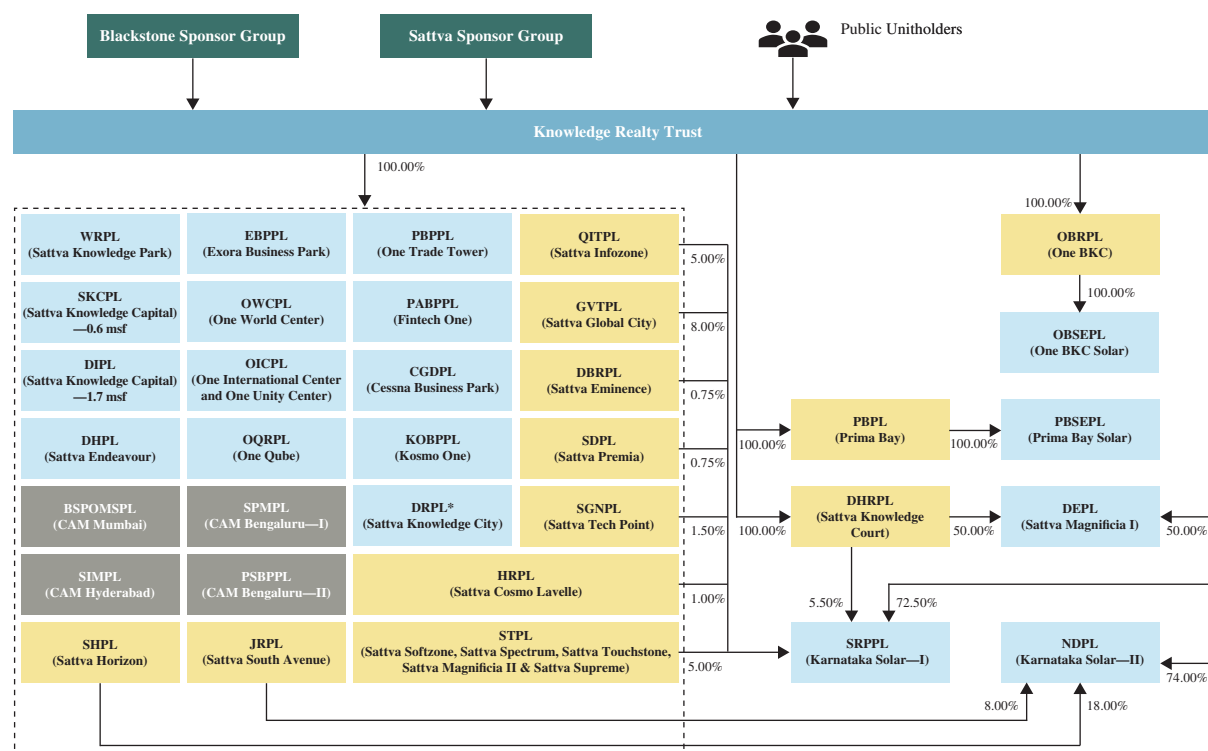 Blackstone Sponsor Group
Sattva Sponsor Group
Public Unitholders
Knowledge Realty Trust
100.00%
100.00%
WRPL
(Sattva Knowledge Park)
EBPPL
(Exora Business Park)
PBPPL
(One Trade Tower)
QITPL
(Sattva Infozone)
5.00%
OBRPL
(One BKC)
100.00%
SKCPL
(Sattva Knowledge Capital)
—0.6 msf
OWCPL
(One World Center)
PABPPL
(Fintech One)
GVTPL
(Sattva Global City)
8.00%
OBSEPL
(One BKC Solar)
DIPL
(Sattva Knowledge Capital)
—1.7 msf
OICPL
(One International Center
and One Unity Center)
CGDPL
(Cessna Business Park)
DBRPL
(Sattva Eminence)
0.75%
DHPL
(Sattva Endeavour)
OQRPL
(One Qube)
KOBPPL
(Kosmo One)
SDPL
(Sattva Premia)
0.75%
100.00%
PBPL
(Prima Bay)
100.00%
PBSEPL
(Prima Bay Solar)
BSPOMSPL
(CAM Mumbai)
SPMPL
(CAM Bengaluru—I)
DRPL*
(Sattva Knowledge City)
SGNPL
(Sattva Tech Point)
1.50%
100.00%
DHRPL
(Sattva Knowledge
Court)
50.00%
DEPL
(Sattva Magnificia I)
50.00%
SIMPL
(CAM Hyderabad)
PSBPPL
(CAM Bengaluru—II)
HRPL
(Sattva Cosmo Lavelle)
1.00%
5.50%
72.50%
SHPL
(Sattva Horizon)
JRPL
(Sattva South Avenue)
STPL
(Sattva Softzone, Sattva Spectrum, Sattva Touchstone,
Sattva Magnificia II & Sattva Supreme)
5.00%
SRPPL
(Karnataka Solar—I)
NDPL
(Karnataka Solar—II)
74.00%
8.00%
18.00%